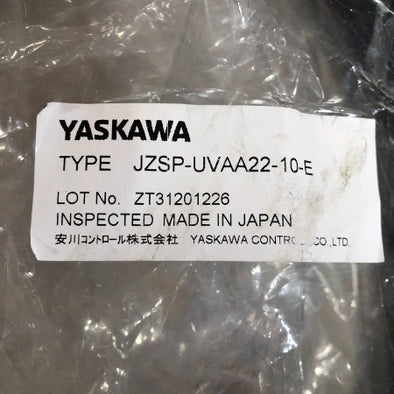 YASKAWA
TYPE JZSP-UVAA22-10-E
LOT No. ZT31201226
INSPECTED MADE IN JAPAN
安川コントロール株式会社 YASKAWA CONTROL CO.,LTD.